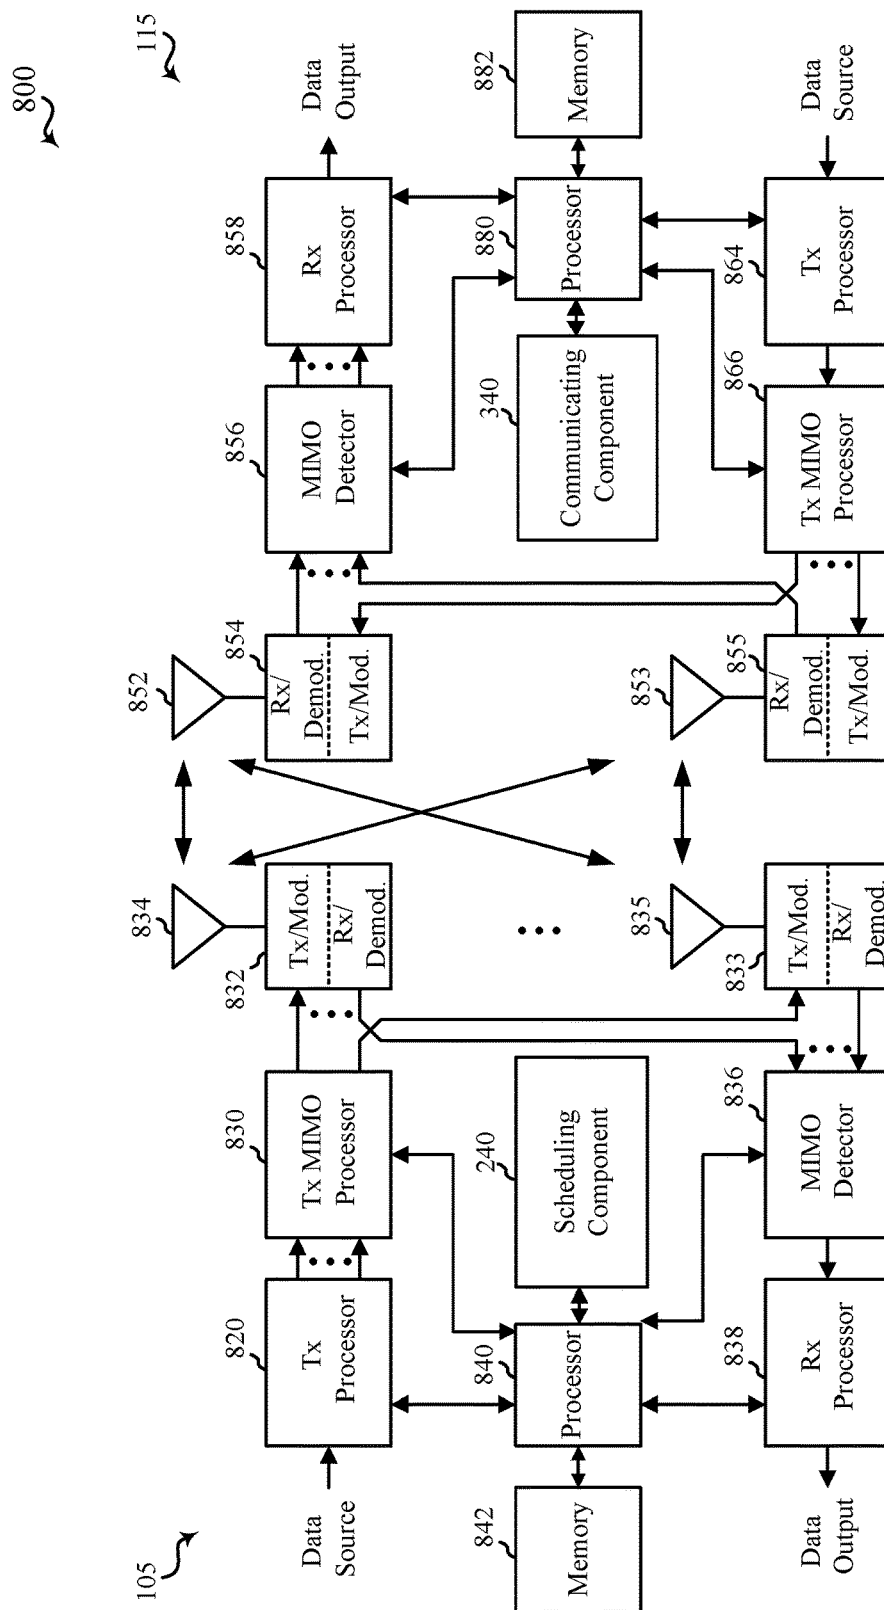 800
105
115
Data
Source
820
Tx
Processor
830
Tx MIMO
Processor
832
Tx/Mod.
Rx/
Demod.
834
852
854
Rx/
Demod.
Tx/Mod.
856
MIMO
Detector
858
Rx
Processor
Data
Output
842
Memory
840
Processor
240
Scheduling
Component
340
Communicating
Component
880
Processor
882
Memory
Data
Output
838
Rx
Processor
836
MIMO
Detector
833
Tx/Mod.
Rx/
Demod.
835
853
855
Rx/
Demod.
Tx/Mod.
866
Tx MIMO
Processor
864
Tx
Processor
Data
Source